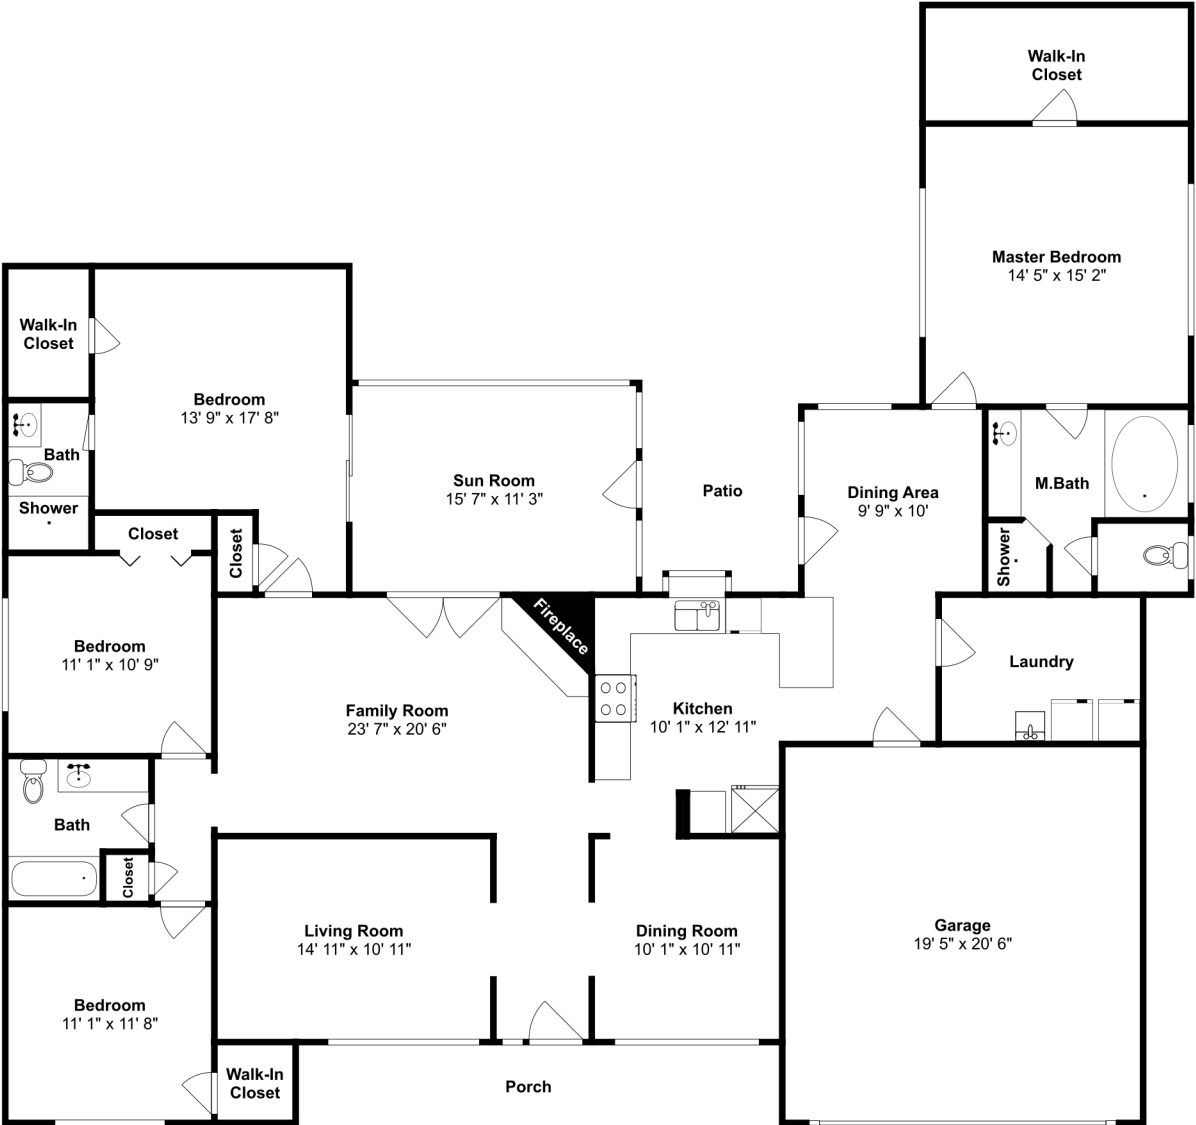 Walk-In
Closet
Master Bedroom
14' 5" x 15' 2"
Walk-In
Closet
Bedroom
13' 9" x 17' 8"
Bath
Shower
Closet
Closet
Sun Room
15' 7" x 11' 3"
Patio
Dining Area
9' 9" x 10'
M.Bath
Shower
Fireplace
Bedroom
11' 1" x 10' 9"
Family Room
23' 7" x 20' 6"
Kitchen
10' 1" x 12' 11"
Laundry
Bath
Closet
Living Room
14' 11" x 10' 11"
Dining Room
10' 1" x 10' 11"
Garage
19' 5" x 20' 6"
Bedroom
11' 1" x 11' 8"
Walk-In
Closet
Porch